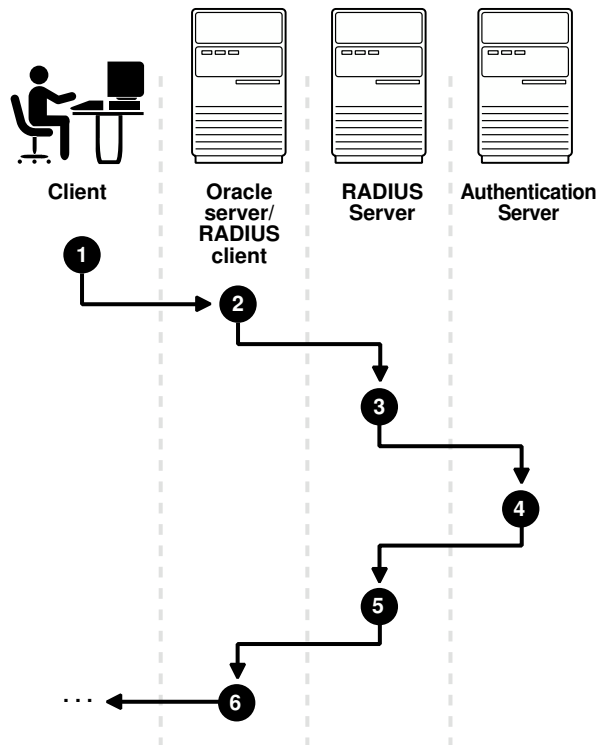 Client
Oracle
server/
RADIUS
client
RADIUS
Server
Authentication
Server
1
2
3
4
5
6
...